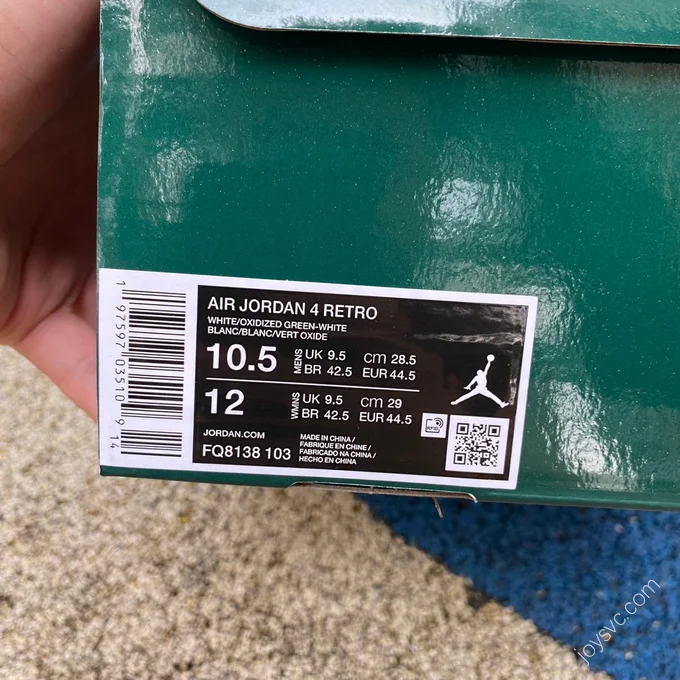 AIR JORDAN 4 RETRO
WHITE/OXIDIZED GREEN-WHITE
BLANC/BLANC/VERT OXIDE
10.5 MENS UK 9.5 cm 28.5
BR 42.5 EUR 44.5
12 WMNS UK 9.5 cm 29
BR 42.5 EUR 44.5
JORDAN.COM
FQ8138 103
MADE IN CHINA /
FABRIQUE EN CHINE /
FABRICADO NA CHINA /
HECHO EN CHINA
RFID
1 97597 03510 9 14
joysvc.com